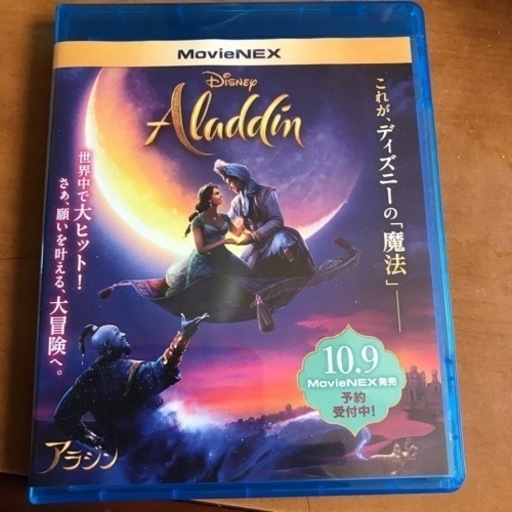 MovieNEX
Disney
Aladdin
これが、ディズニーの「魔法」——
世界中で大ヒット！
さあ、願いを叶える、大冒険へ。
10.9
MovieNEX発売
予約
受付中！
アラジン